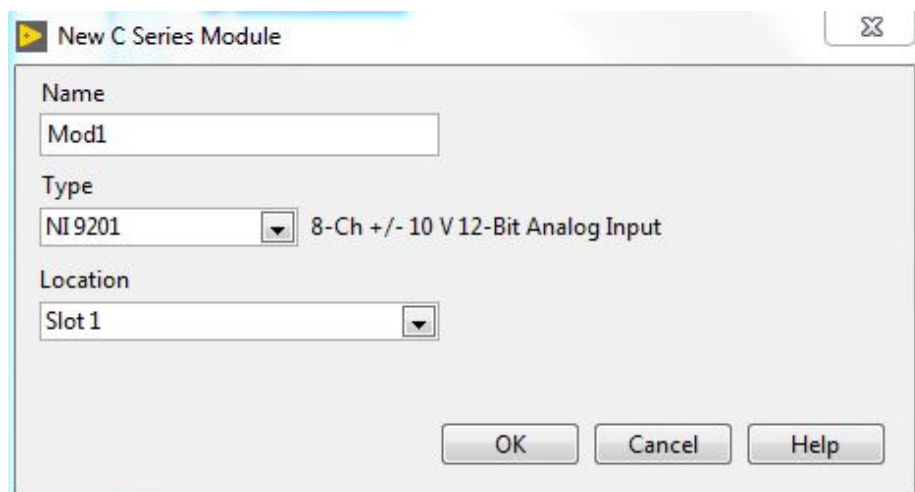 New C Series Module
Name
Mod1
Type
NI 9201 8-Ch +/- 10 V 12-Bit Analog Input
Location
Slot 1
OK Cancel Help